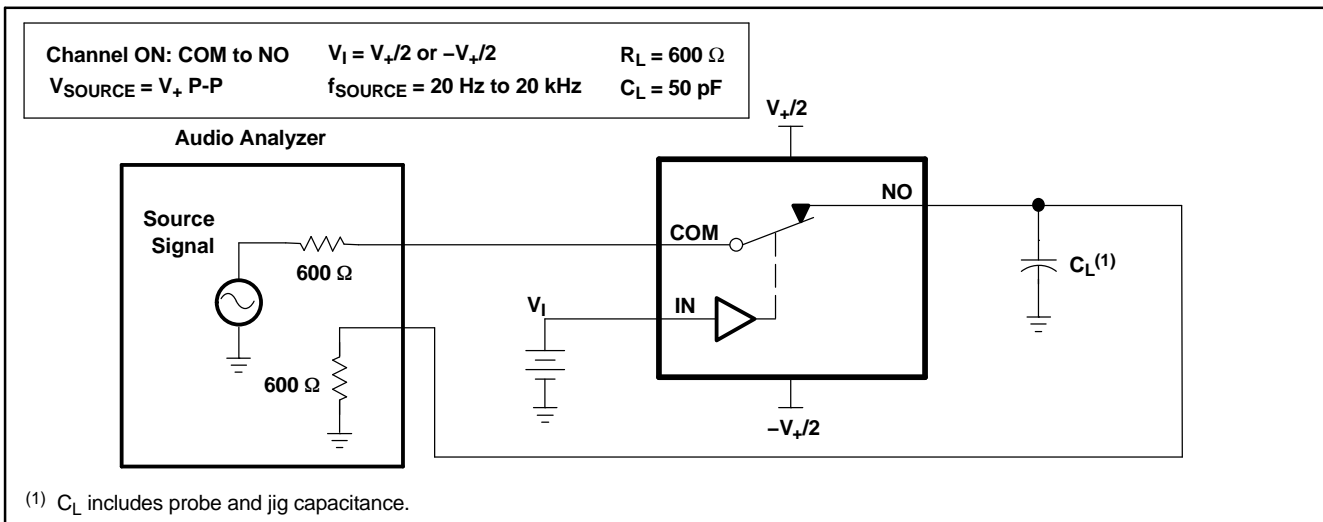 Channel ON: COM to NO V_I = V_+/2 or −V_+/2 R_L = 600 Ω
V_SOURCE = V_+ P-P f_SOURCE = 20 Hz to 20 kHz C_L = 50 pF
Audio Analyzer
V_+/2
Source
Signal
600 Ω
COM
NO
C_L(1)
V_I
IN
600 Ω
−V_+/2
(1) C_L includes probe and jig capacitance.